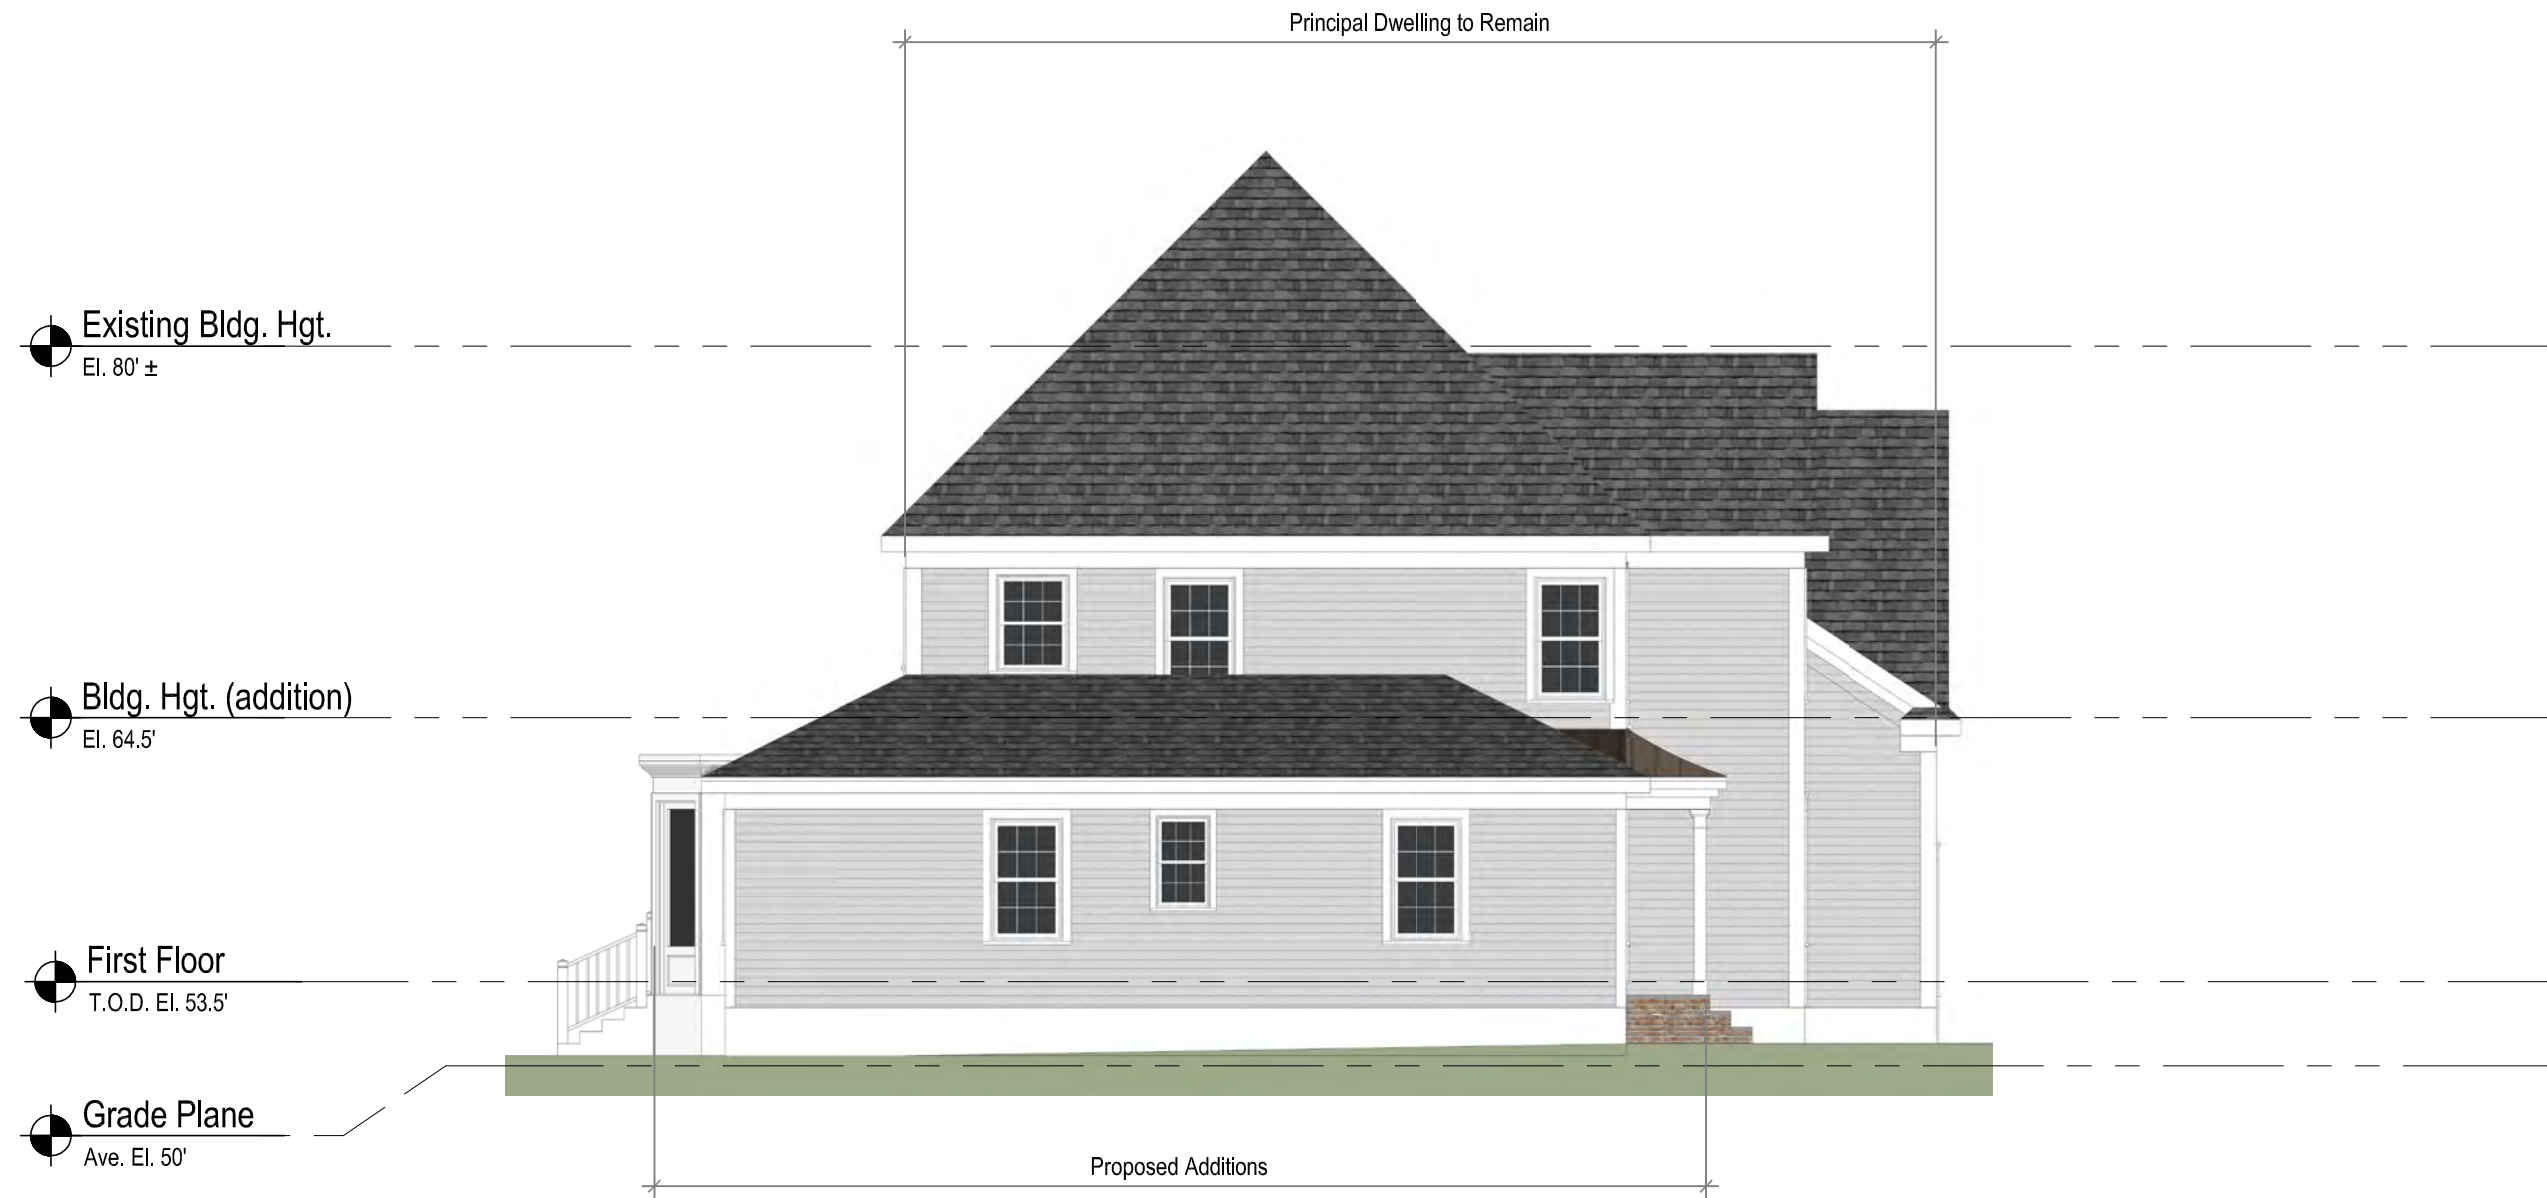 Principal Dwelling to Remain
Existing Bldg. Hgt.
El. 80' ±
Bldg. Hgt. (addition)
El. 64.5'
First Floor
T.O.D. El. 53.5'
Grade Plane
Ave. El. 50'
Proposed Additions